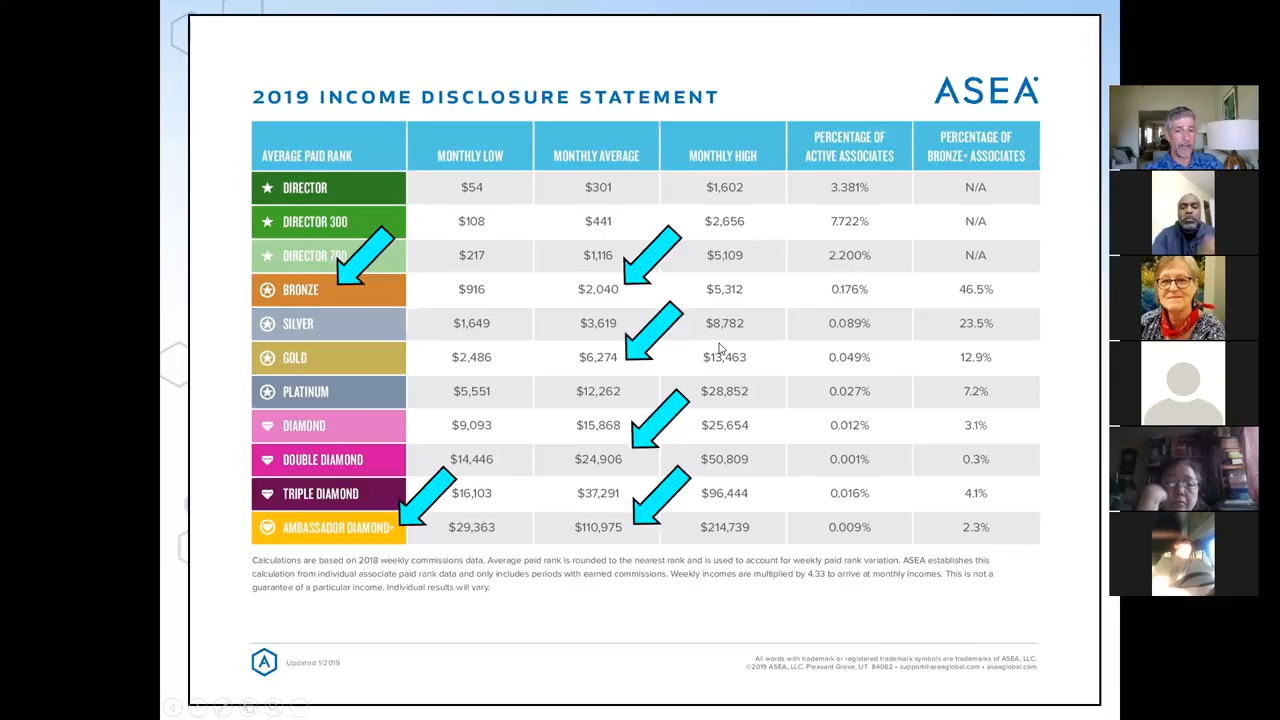 2019 INCOME DISCLOSURE STATEMENT
ASEA
AVERAGE PAID RANK MONTHLY LOW MONTHLY AVERAGE MONTHLY HIGH PERCENTAGE OF ACTIVE ASSOCIATES PERCENTAGE OF BRONZE+ ASSOCIATES
DIRECTOR $54 $301 $1,602 3.381% N/A
DIRECTOR 300 $108 $441 $2,656 7.722% N/A
DIRECTOR 700 $217 $1,116 $5,109 2.200% N/A
BRONZE $916 $2,040 $5,312 0.176% 46.5%
SILVER $1,649 $3,619 $8,782 0.089% 23.5%
GOLD $2,486 $6,274 $13,463 0.049% 12.9%
PLATINUM $5,551 $12,262 $28,852 0.027% 7.2%
DIAMOND $9,093 $15,868 $25,654 0.012% 3.1%
DOUBLE DIAMOND $14,446 $24,906 $50,809 0.001% 0.3%
TRIPLE DIAMOND $16,103 $37,291 $96,444 0.016% 4.1%
AMBASSADOR DIAMOND+ $29,363 $110,975 $214,739 0.009% 2.3%
Calculations are based on 2018 weekly commissions data. Average paid rank is rounded to the nearest rank and is used to account for weekly paid rank variation. ASEA establishes this
calculation from individual associate paid rank data and only includes periods with earned commissions. Weekly incomes are multiplied by 4.33 to arrive at monthly incomes. This is not a
guarantee of a particular income. Individual results will vary.
A
Updated 1/2019
All words with trademark or registered trademark symbols are trademarks of ASEA, LLC.
©2019 ASEA, LLC, Pleasant Grove, UT 84062 • support@aseaglobal.com • aseaglobal.com